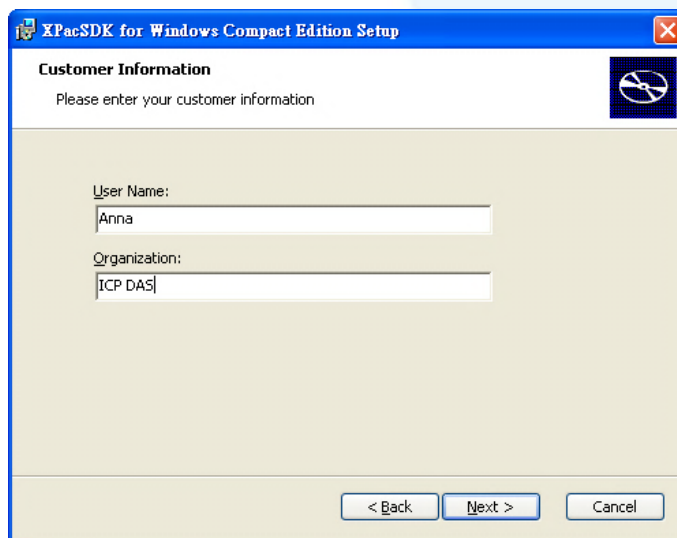 XPacSDK for Windows Compact Edition Setup
Customer Information
Please enter your customer information
User Name:
Anna
Organization:
ICP DAS
< Back
Next >
Cancel